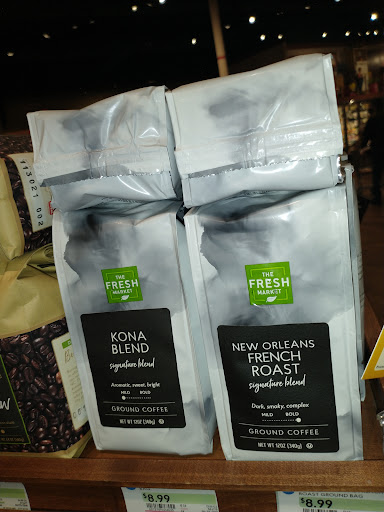 THE
FRESH
MARKET
KONA
BLEND
signature blend
Aromatic, sweet, bright
MILD BOLD
GROUND COFFEE
NET WT 12OZ (340g)
THE
FRESH
MARKET
NEW ORLEANS
FRENCH
ROAST
signature blend
Dark, smoky, complex
MILD BOLD
GROUND COFFEE
NET WT 12OZ (340g)
113021 002
$8.99
ROAST GROUND BAG
$8.99